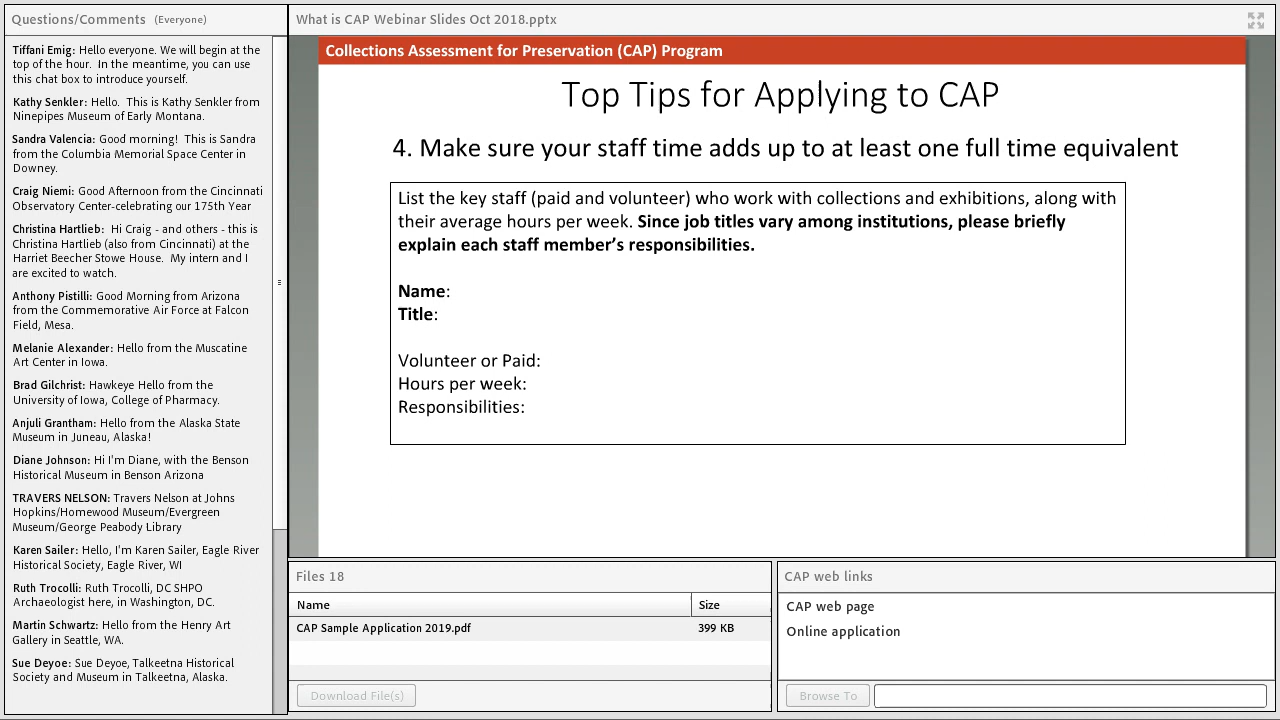 Questions/Comments (Everyone)
Tiffani Emig: Hello everyone. We will begin at the
top of the hour. In the meantime, you can use
this chat box to introduce yourself.
Kathy Senkler: Hello. This is Kathy Senkler from
Ninepipes Museum of Early Montana.
Sandra Valencia: Good morning! This is Sandra
from the Columbia Memorial Space Center in
Downey.
Craig Niemi: Good Afternoon from the Cincinnati
Observatory Center-celebrating our 175th Year
Christina Hartlieb: Hi Craig - and others - this is
Christina Hartlieb (also from Cincinnati) at the
Harriet Beecher Stowe House. My intern and I
are excited to watch.
Anthony Pistilli: Good Morning from Arizona
from the Commemorative Air Force at Falcon
Field, Mesa.
Melanie Alexander: Hello from the Muscatine
Art Center in Iowa.
Brad Gilchrist: Hawkeye Hello from the
University of Iowa, College of Pharmacy.
Anjuli Grantham: Hello from the Alaska State
Museum in Juneau, Alaska!
Diane Johnson: Hi I'm Diane, with the Benson
Historical Museum in Benson Arizona
TRAVERS NELSON: Travers Nelson at Johns
Hopkins/Homewood Museum/Evergreen
Museum/George Peabody Library
Karen Sailer: Hello, I'm Karen Sailer, Eagle River
Historical Society, Eagle River, WI
Ruth Trocolli: Ruth Trocolli, DC SHPO
Archaeologist here, in Washington, DC.
Martin Schwartz: Hello from the Henry Art
Gallery in Seattle, WA.
Sue Deyoe: Sue Deyoe, Talkeetna Historical
Society and Museum in Talkeetna, Alaska.
What is CAP Webinar Slides Oct 2018.pptx
Collections Assessment for Preservation (CAP) Program
Top Tips for Applying to CAP
4. Make sure your staff time adds up to at least one full time equivalent
List the key staff (paid and volunteer) who work with collections and exhibitions, along with
their average hours per week. Since job titles vary among institutions, please briefly
explain each staff member's responsibilities.
Name:
Title:
Volunteer or Paid:
Hours per week:
Responsibilities:
Files 18
Name Size
CAP Sample Application 2019.pdf 399 KB
Download File(s)
CAP web links
CAP web page
Online application
Browse To